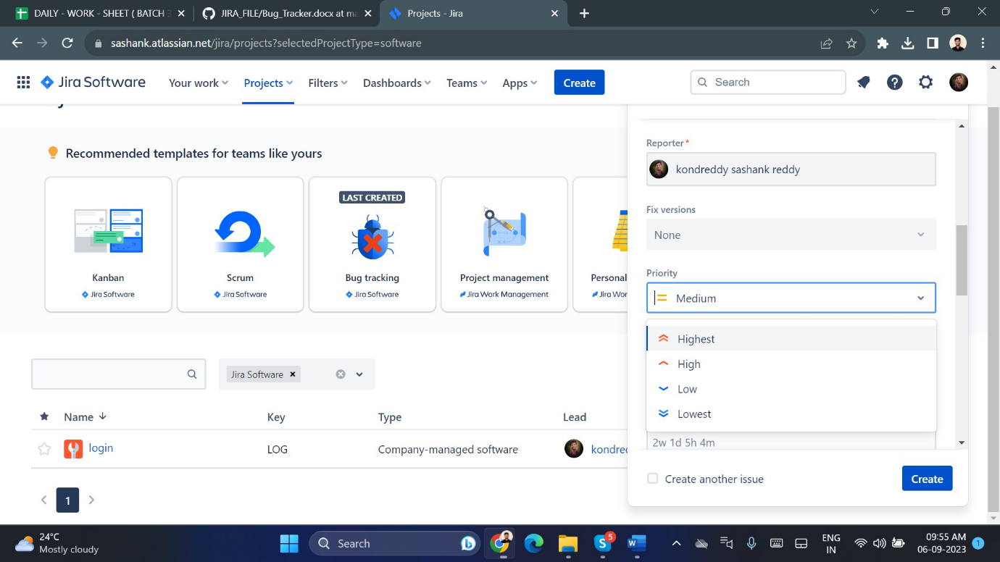 DAILY - WORK - SHEET ( BATCH 3
JIRA_FILE/Bug_Tracker.docx at ma
Projects - Jira
sashank.atlassian.net/jira/projects?selectedProjectType=software
Jira Software
Your work
Projects
Filters
Dashboards
Teams
Apps
Create
Search
Recommended templates for teams like yours
LAST CREATED
Kanban
Scrum
Bug tracking
Project management
Personal
Jira Software
Jira Software
Jira Software
Jira Work Management
Jira Wor
Jira Software
Name
Key
Type
Lead
login
LOG
Company-managed software
kondred
1
Reporter*
kondreddy sashank reddy
Fix versions
None
Priority
Medium
Highest
High
Low
Lowest
2w 1d 5h 4m
Create another issue
Create
24°C
Mostly cloudy
Search
5
ENG
IN
09:55 AM
06-09-2023
1